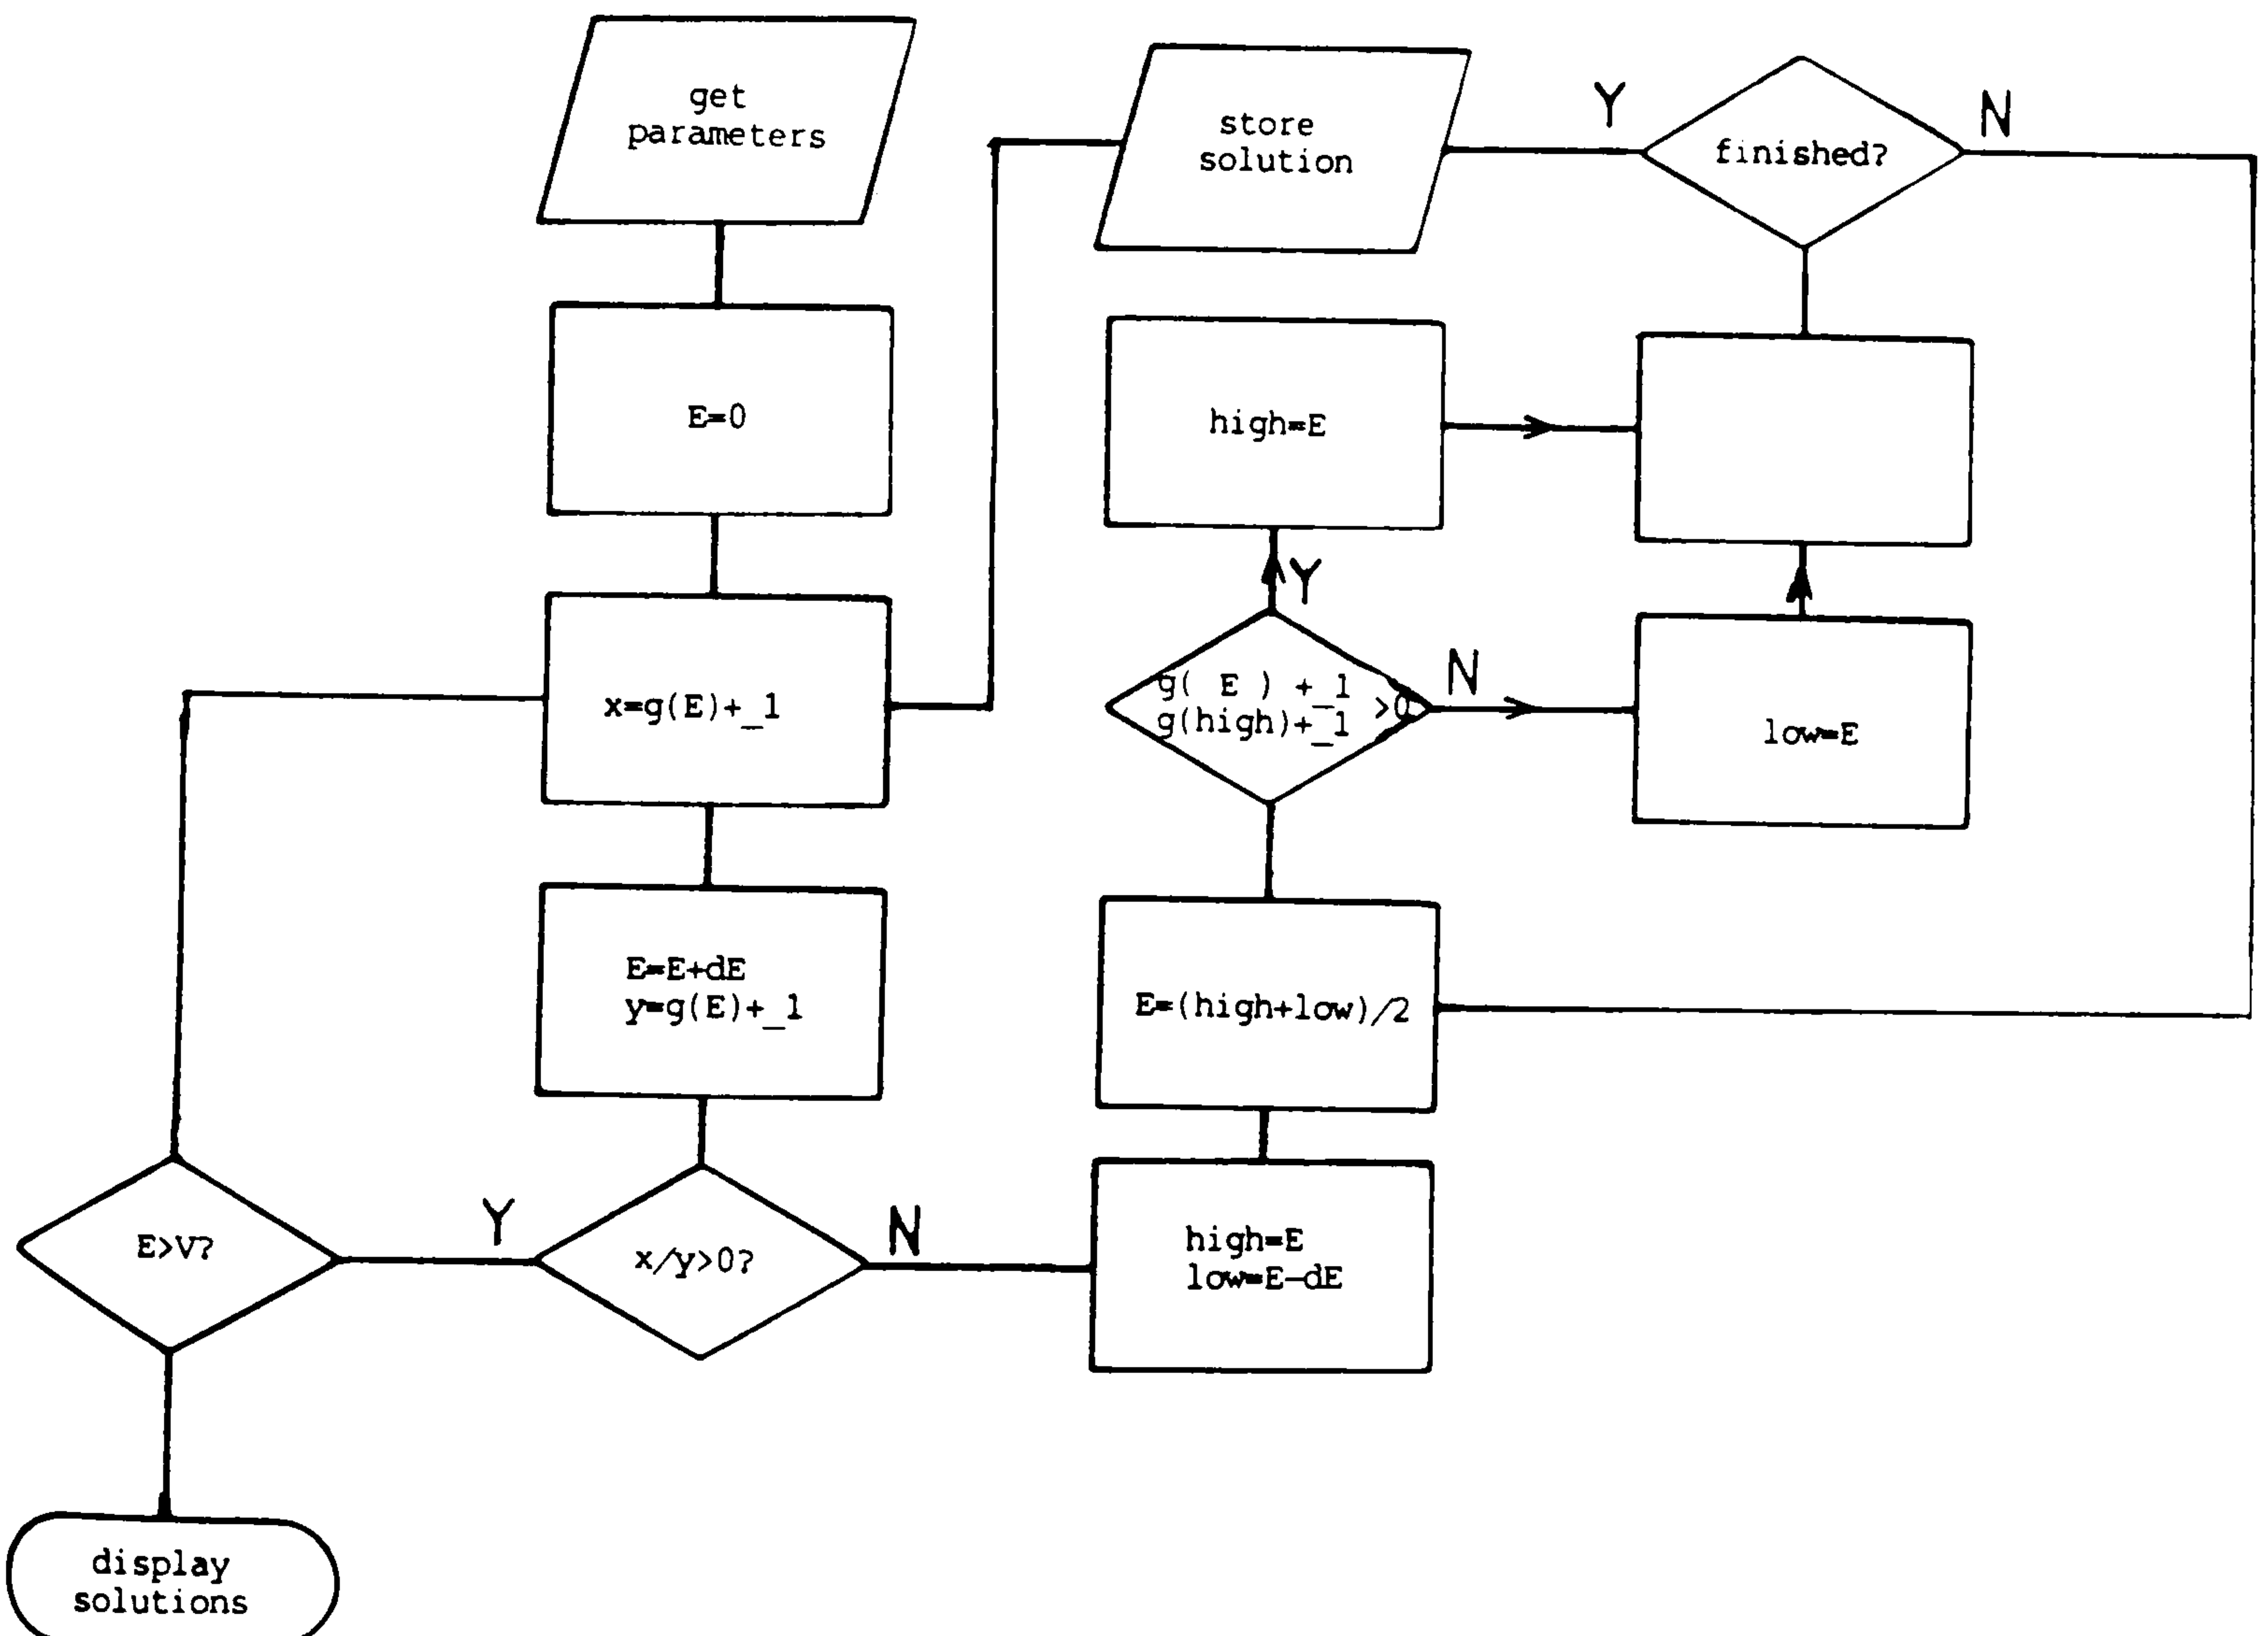 get
parameters
E=0
x=g(E)+_1
E=E+dE
y=g(E)+_1
x/y>0?
Y
N
E>V?
display
solutions
high=E
low=E-dE
E=(high+low)/2
g( E ) +_1
g(high)+_1 >0
Y
N
high=E
low=E
finished?
Y
N
store
solution